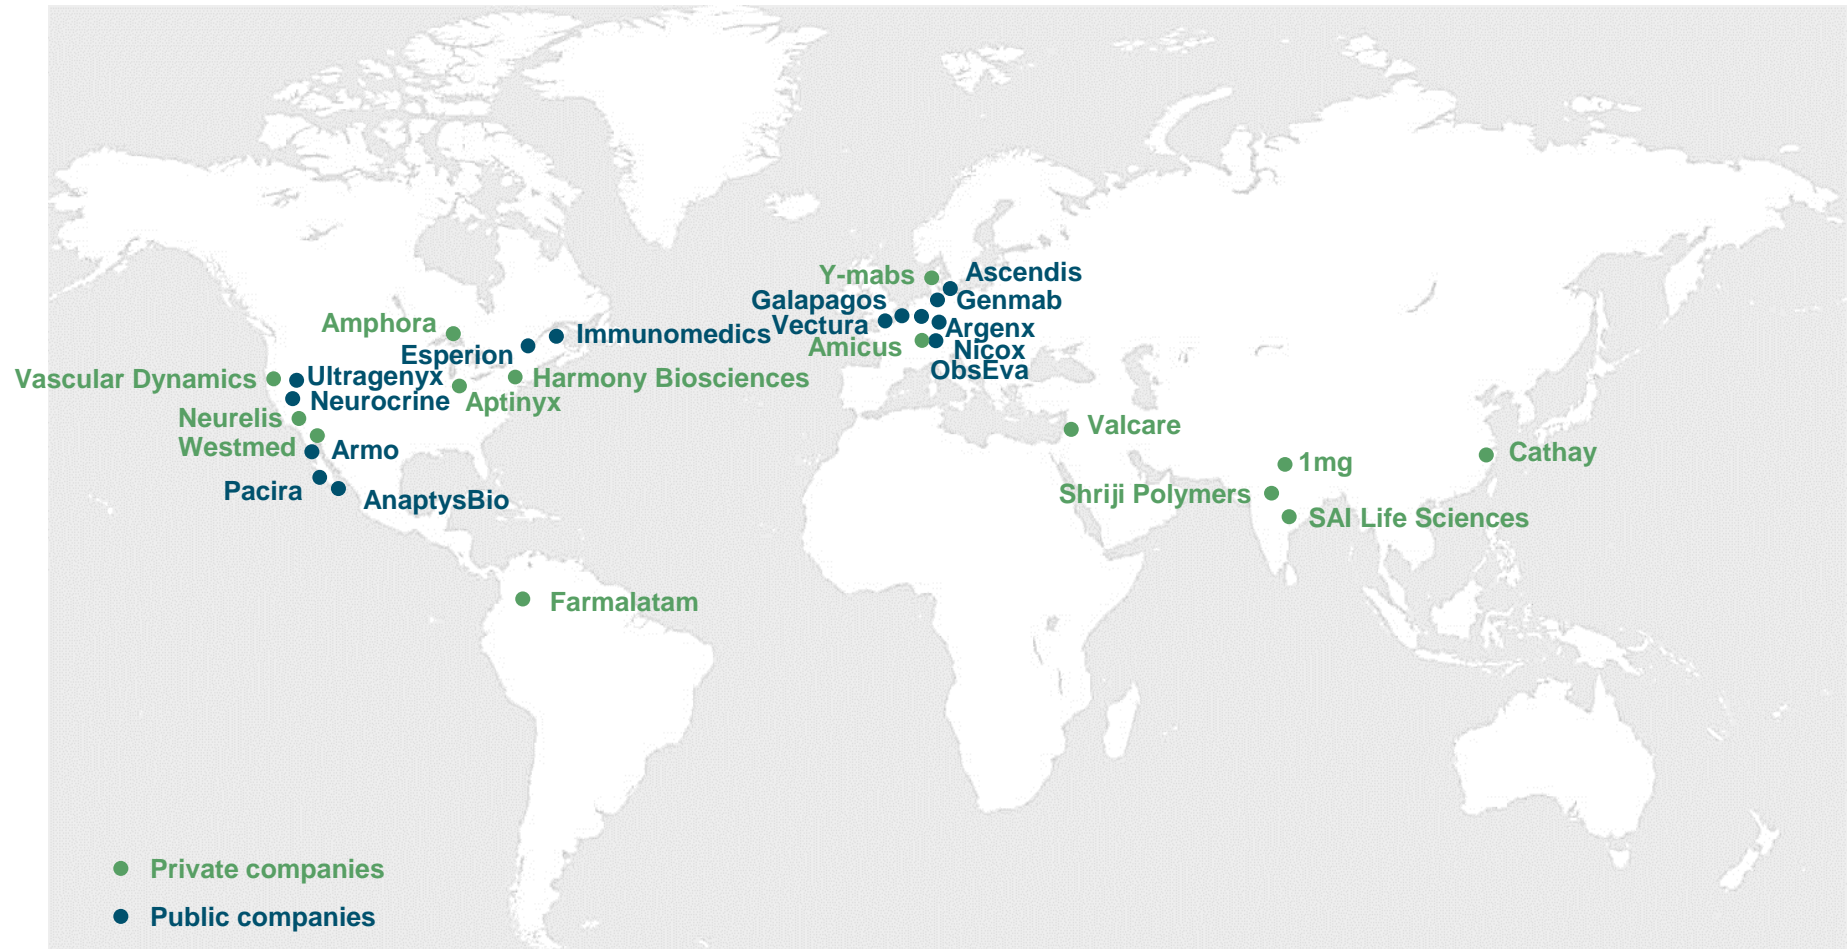 Y-mabs
Ascendis
Galapagos
Genmab
Vectura
Argenx
Amicus
Nicox
ObsEva
Amphora
Immunomedics
Esperion
Vascular Dynamics
Ultragenyx
Harmony Biosciences
Neurocrine
Aptinyx
Neurelis
Westmed
Armo
Pacira
AnaptysBio
Valcare
1mg
Cathay
Shriji Polymers
SAI Life Sciences
Farmalatam
Private companies
Public companies